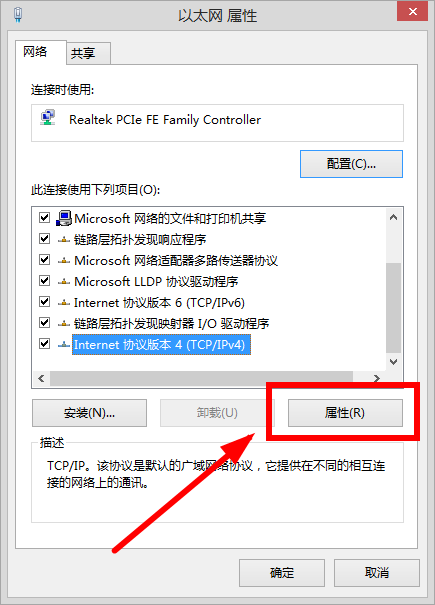 以太网 属性
网络
共享
连接时使用:
Realtek PCIe FE Family Controller
配置(C)...
此连接使用下列项目(O):
Microsoft 网络的文件和打印机共享
链路层拓扑发现响应程序
Microsoft 网络适配器多路传送器协议
Microsoft LLDP 协议驱动程序
Internet 协议版本 6 (TCP/IPv6)
链路层拓扑发现映射器 I/O 驱动程序
Internet 协议版本 4 (TCP/IPv4)
安装(N)...
卸载(U)
属性(R)
描述
TCP/IP。该协议是默认的广域网络协议，它提供在不同的相互连
接的网络上的通讯。
确定
取消